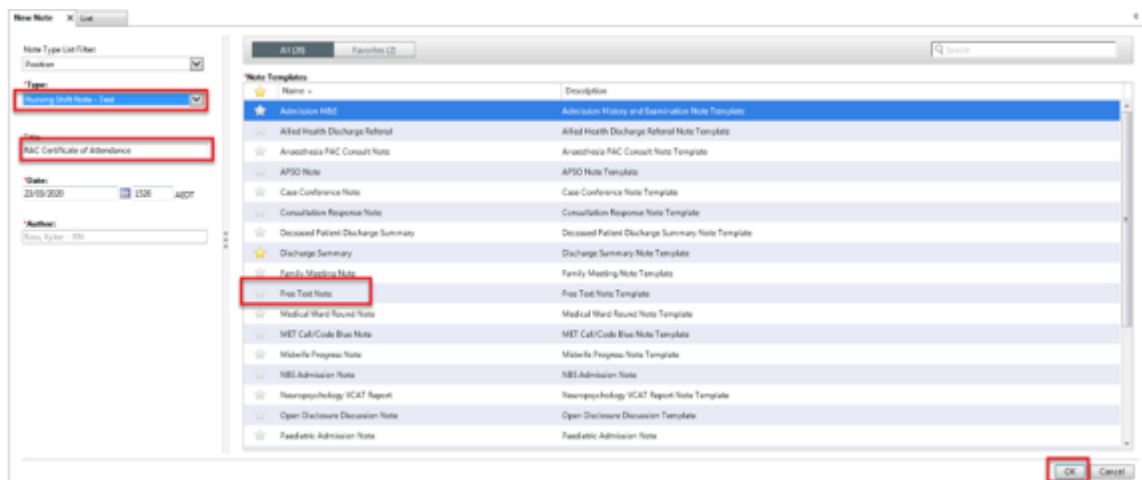 New Note X List
Note Type List Filter:
Position
*Type:
Nursing Shift Note - Text
Title:
RAC Certificate of Attendance
*Date:
23/03/2020 1526 AEDT
*Author:
Ross, Kylee - RN
All (29) Favorites (2)
Search
*Note Templates
Name Description
Admission H&E Admission History and Examination Note Template
Allied Health Discharge Referral Allied Health Discharge Referral Note Template
Anaesthesia PAC Consult Note Anaesthesia PAC Consult Note Template
APSO Note APSO Note Template
Case Conference Note Case Conference Note Template
Consultation Response Note Consultation Response Note Template
Deceased Patient Discharge Summary Deceased Patient Discharge Summary Note Template
Discharge Summary Discharge Summary Note Template
Family Meeting Note Family Meeting Note Template
Free Text Note Free Text Note Template
Medical Ward Round Note Medical Ward Round Note Template
MET Call/Code Blue Note MET Call/Code Blue Note Template
Midwife Progress Note Midwife Progress Note Template
NBS Admission Note NBS Admission Note Template
Neuropsychology VCAT Report Neuropsychology VCAT Report Note Template
Open Disclosure Discussion Note Open Disclosure Discussion Template
Paediatric Admission Note Paediatric Admission Note Template
OK Cancel